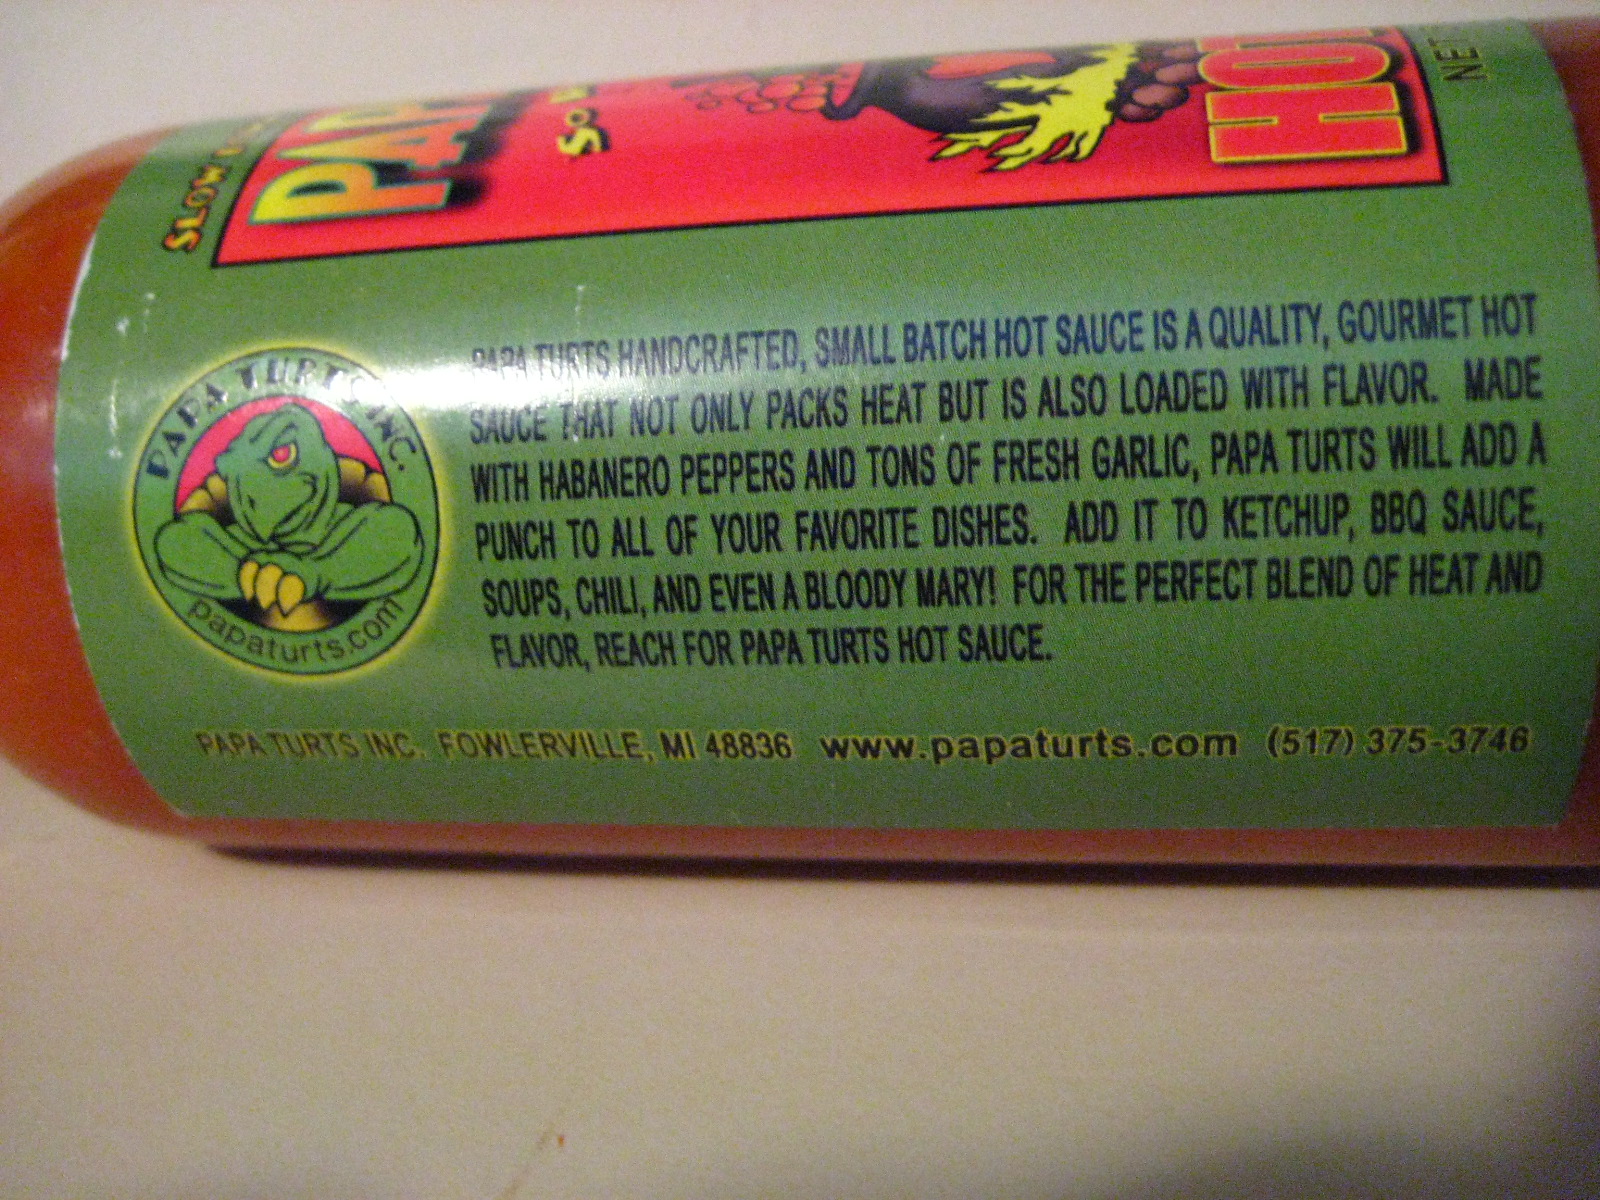 SLOW
PAP
HOT
NET
PAPA TURTS INC.
papaturts.com
PAPA TURTS HANDCRAFTED, SMALL BATCH HOT SAUCE IS A QUALITY, GOURMET HOT
SAUCE THAT NOT ONLY PACKS HEAT BUT IS ALSO LOADED WITH FLAVOR. MADE
WITH HABANERO PEPPERS AND TONS OF FRESH GARLIC, PAPA TURTS WILL ADD A
PUNCH TO ALL OF YOUR FAVORITE DISHES. ADD IT TO KETCHUP, BBQ SAUCE,
SOUPS, CHILI, AND EVEN A BLOODY MARY! FOR THE PERFECT BLEND OF HEAT AND
FLAVOR, REACH FOR PAPA TURTS HOT SAUCE.
PAPA TURTS INC. FOWLERVILLE, MI 48836 www.papaturts.com (517) 375-3746